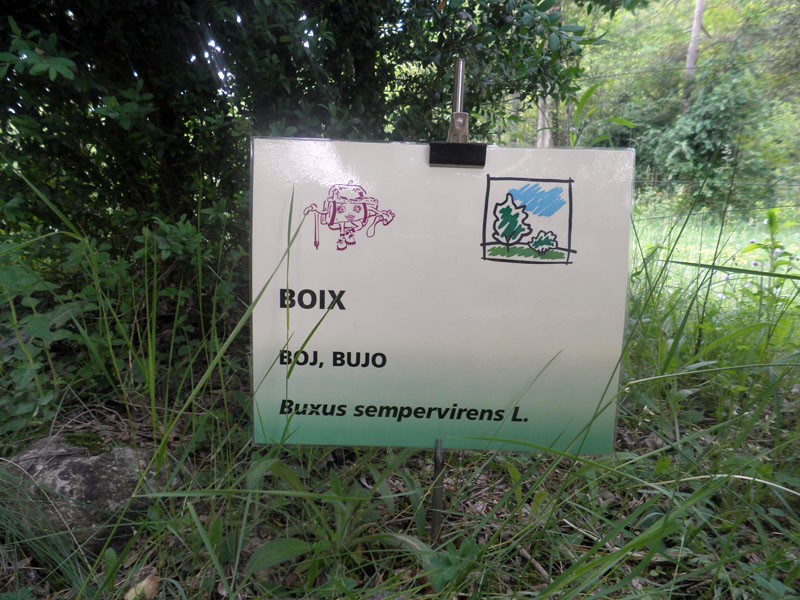 BOIX
BOJ, BUJO
Buxus sempervirens L.